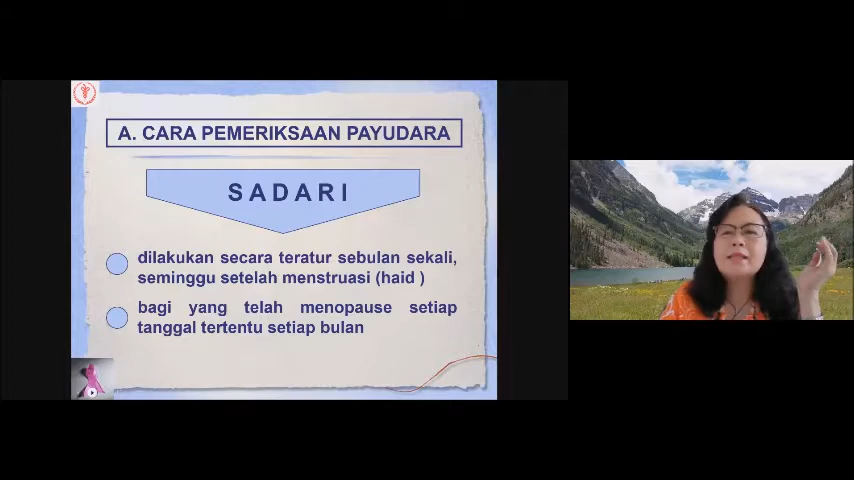 A. CARA PEMERIKSAAN PAYUDARA
SADARI
dilakukan secara teratur sebulan sekali,
seminggu setelah menstruasi (haid )
bagi yang telah menopause setiap
tanggal tertentu setiap bulan